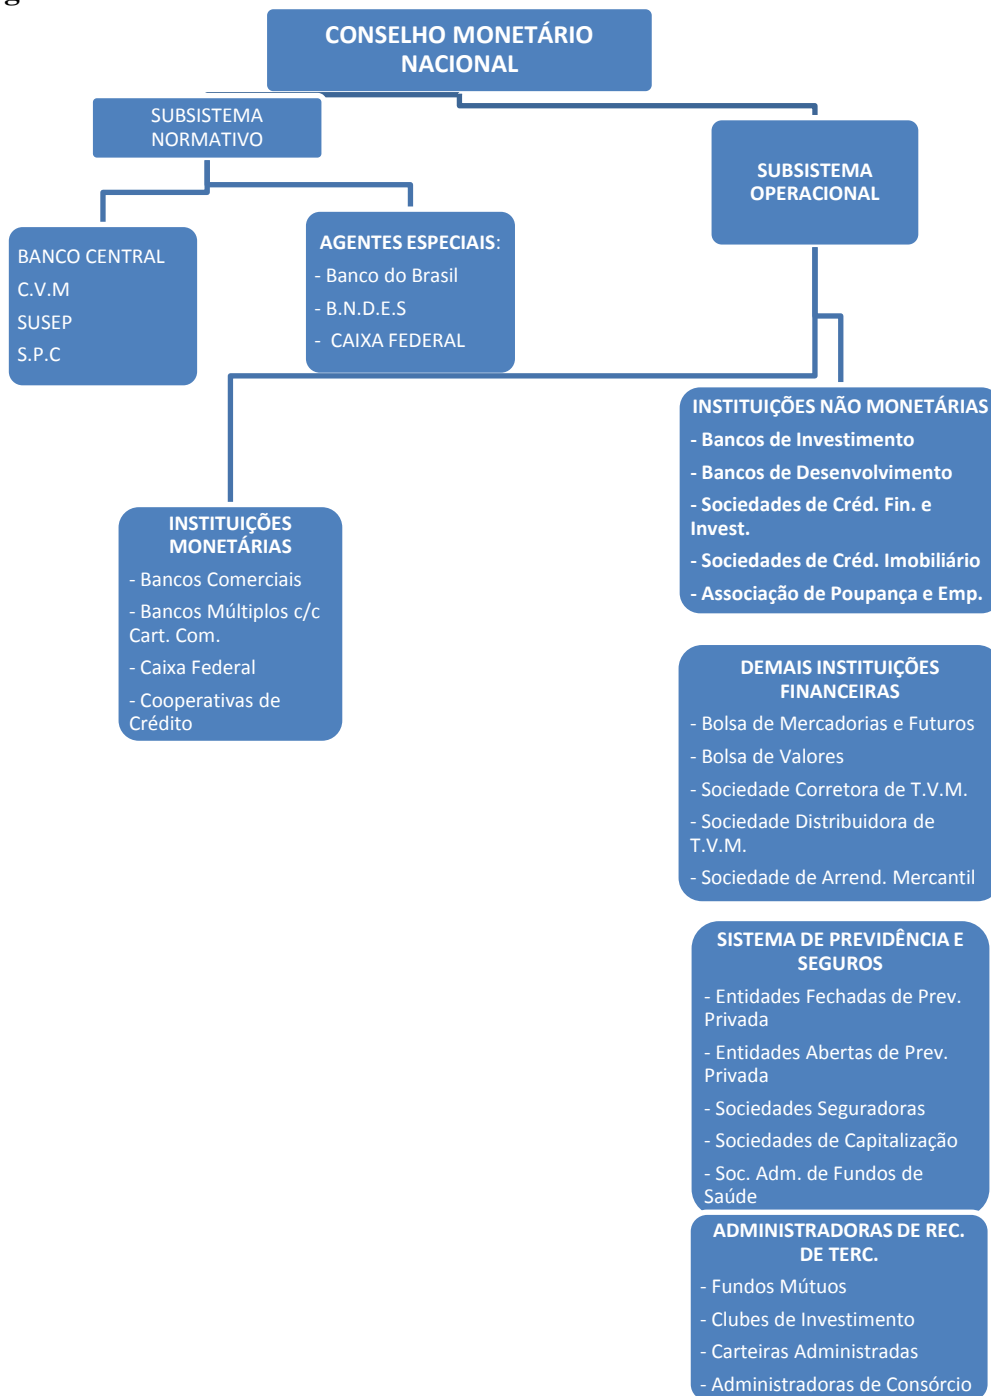 g
CONSELHO MONETÁRIO
NACIONAL
SUBSISTEMA
NORMATIVO
SUBSISTEMA
OPERACIONAL
BANCO CENTRAL
C.V.M
SUSEP
S.P.C
AGENTES ESPECIAIS:
- Banco do Brasil
- B.N.D.E.S
- CAIXA FEDERAL
INSTITUIÇÕES NÃO MONETÁRIAS
- Bancos de Investimento
- Bancos de Desenvolvimento
- Sociedades de Créd. Fin. e
Invest.
- Sociedades de Créd. Imobiliário
- Associação de Poupança e Emp.
INSTITUIÇÕES
MONETÁRIAS
- Bancos Comerciais
- Bancos Múltiplos c/c
Cart. Com.
- Caixa Federal
- Cooperativas de
Crédito
DEMAIS INSTITUIÇÕES
FINANCEIRAS
- Bolsa de Mercadorias e Futuros
- Bolsa de Valores
- Sociedade Corretora de T.V.M.
- Sociedade Distribuidora de
T.V.M.
- Sociedade de Arrend. Mercantil
SISTEMA DE PREVIDÊNCIA E
SEGUROS
- Entidades Fechadas de Prev.
Privada
- Entidades Abertas de Prev.
Privada
- Sociedades Seguradoras
- Sociedades de Capitalização
- Soc. Adm. de Fundos de
Saúde
ADMINISTRADORAS DE REC.
DE TERC.
- Fundos Mútuos
- Clubes de Investimento
- Carteiras Administradas
- Administradoras de Consórcio